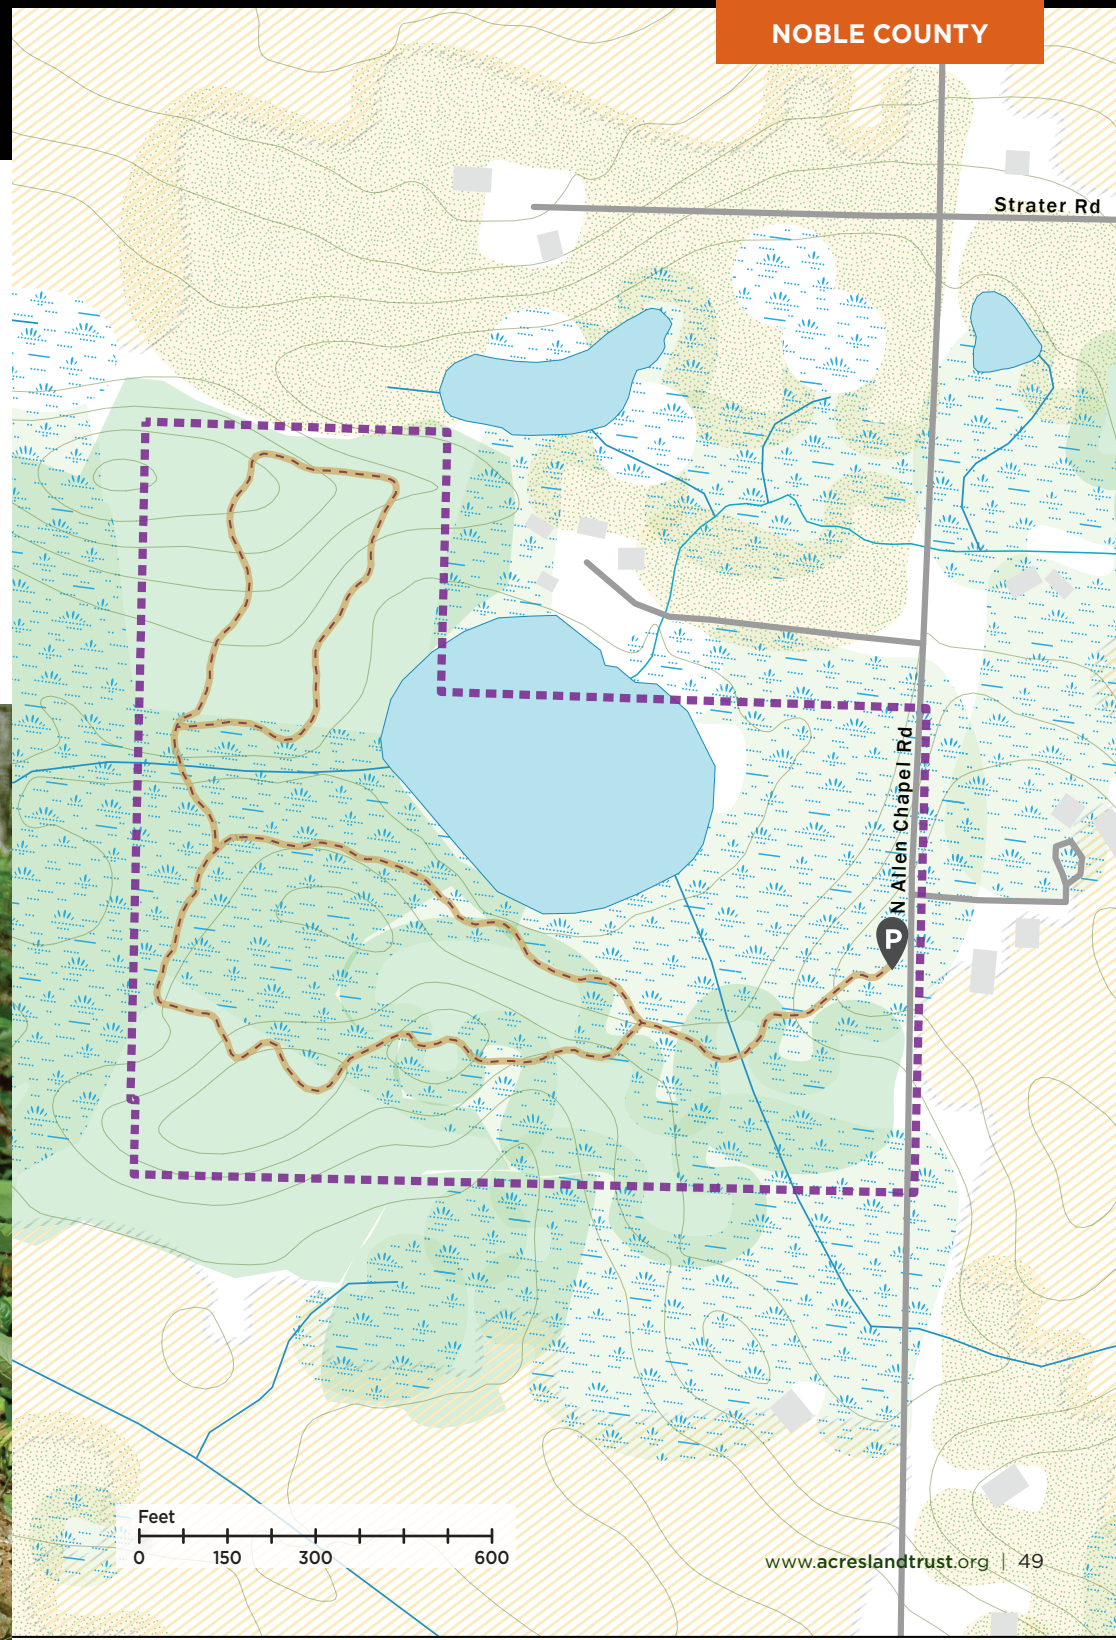 NOBLE COUNTY
Strater Rd
N Allen Chapel Rd
P
Feet
0 150 300 600
www.acreslandtrust.org | 49